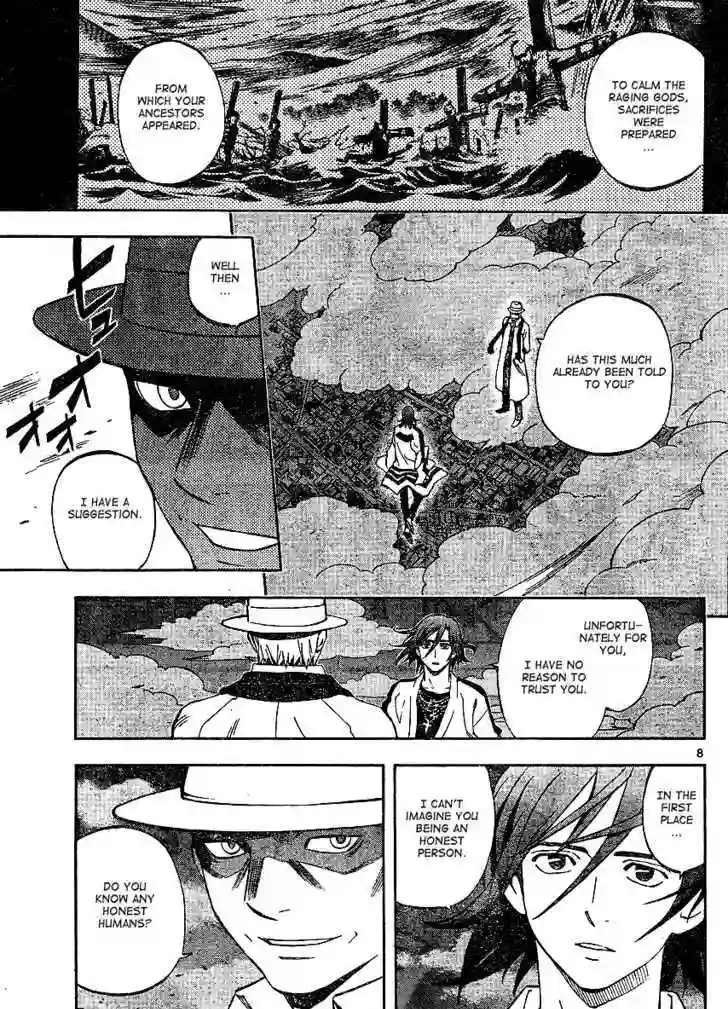 TO CALM THE
RAGING GODS,
SACRIFICES
WERE
PREPARED
...
FROM
WHICH YOUR
ANCESTORS
APPEARED.
HAS THIS MUCH
ALREADY BEEN TOLD
TO YOU?
WELL
THEN
...
ヒュオオオ
I HAVE A
SUGGESTION.
UNFORTU-
NATELY FOR
YOU,
I HAVE NO
REASON TO
TRUST YOU.
8
IN THE
FIRST
PLACE
...
I CAN'T
IMAGINE YOU
BEING AN
HONEST
PERSON.
DO YOU
KNOW ANY
HONEST
HUMANS?